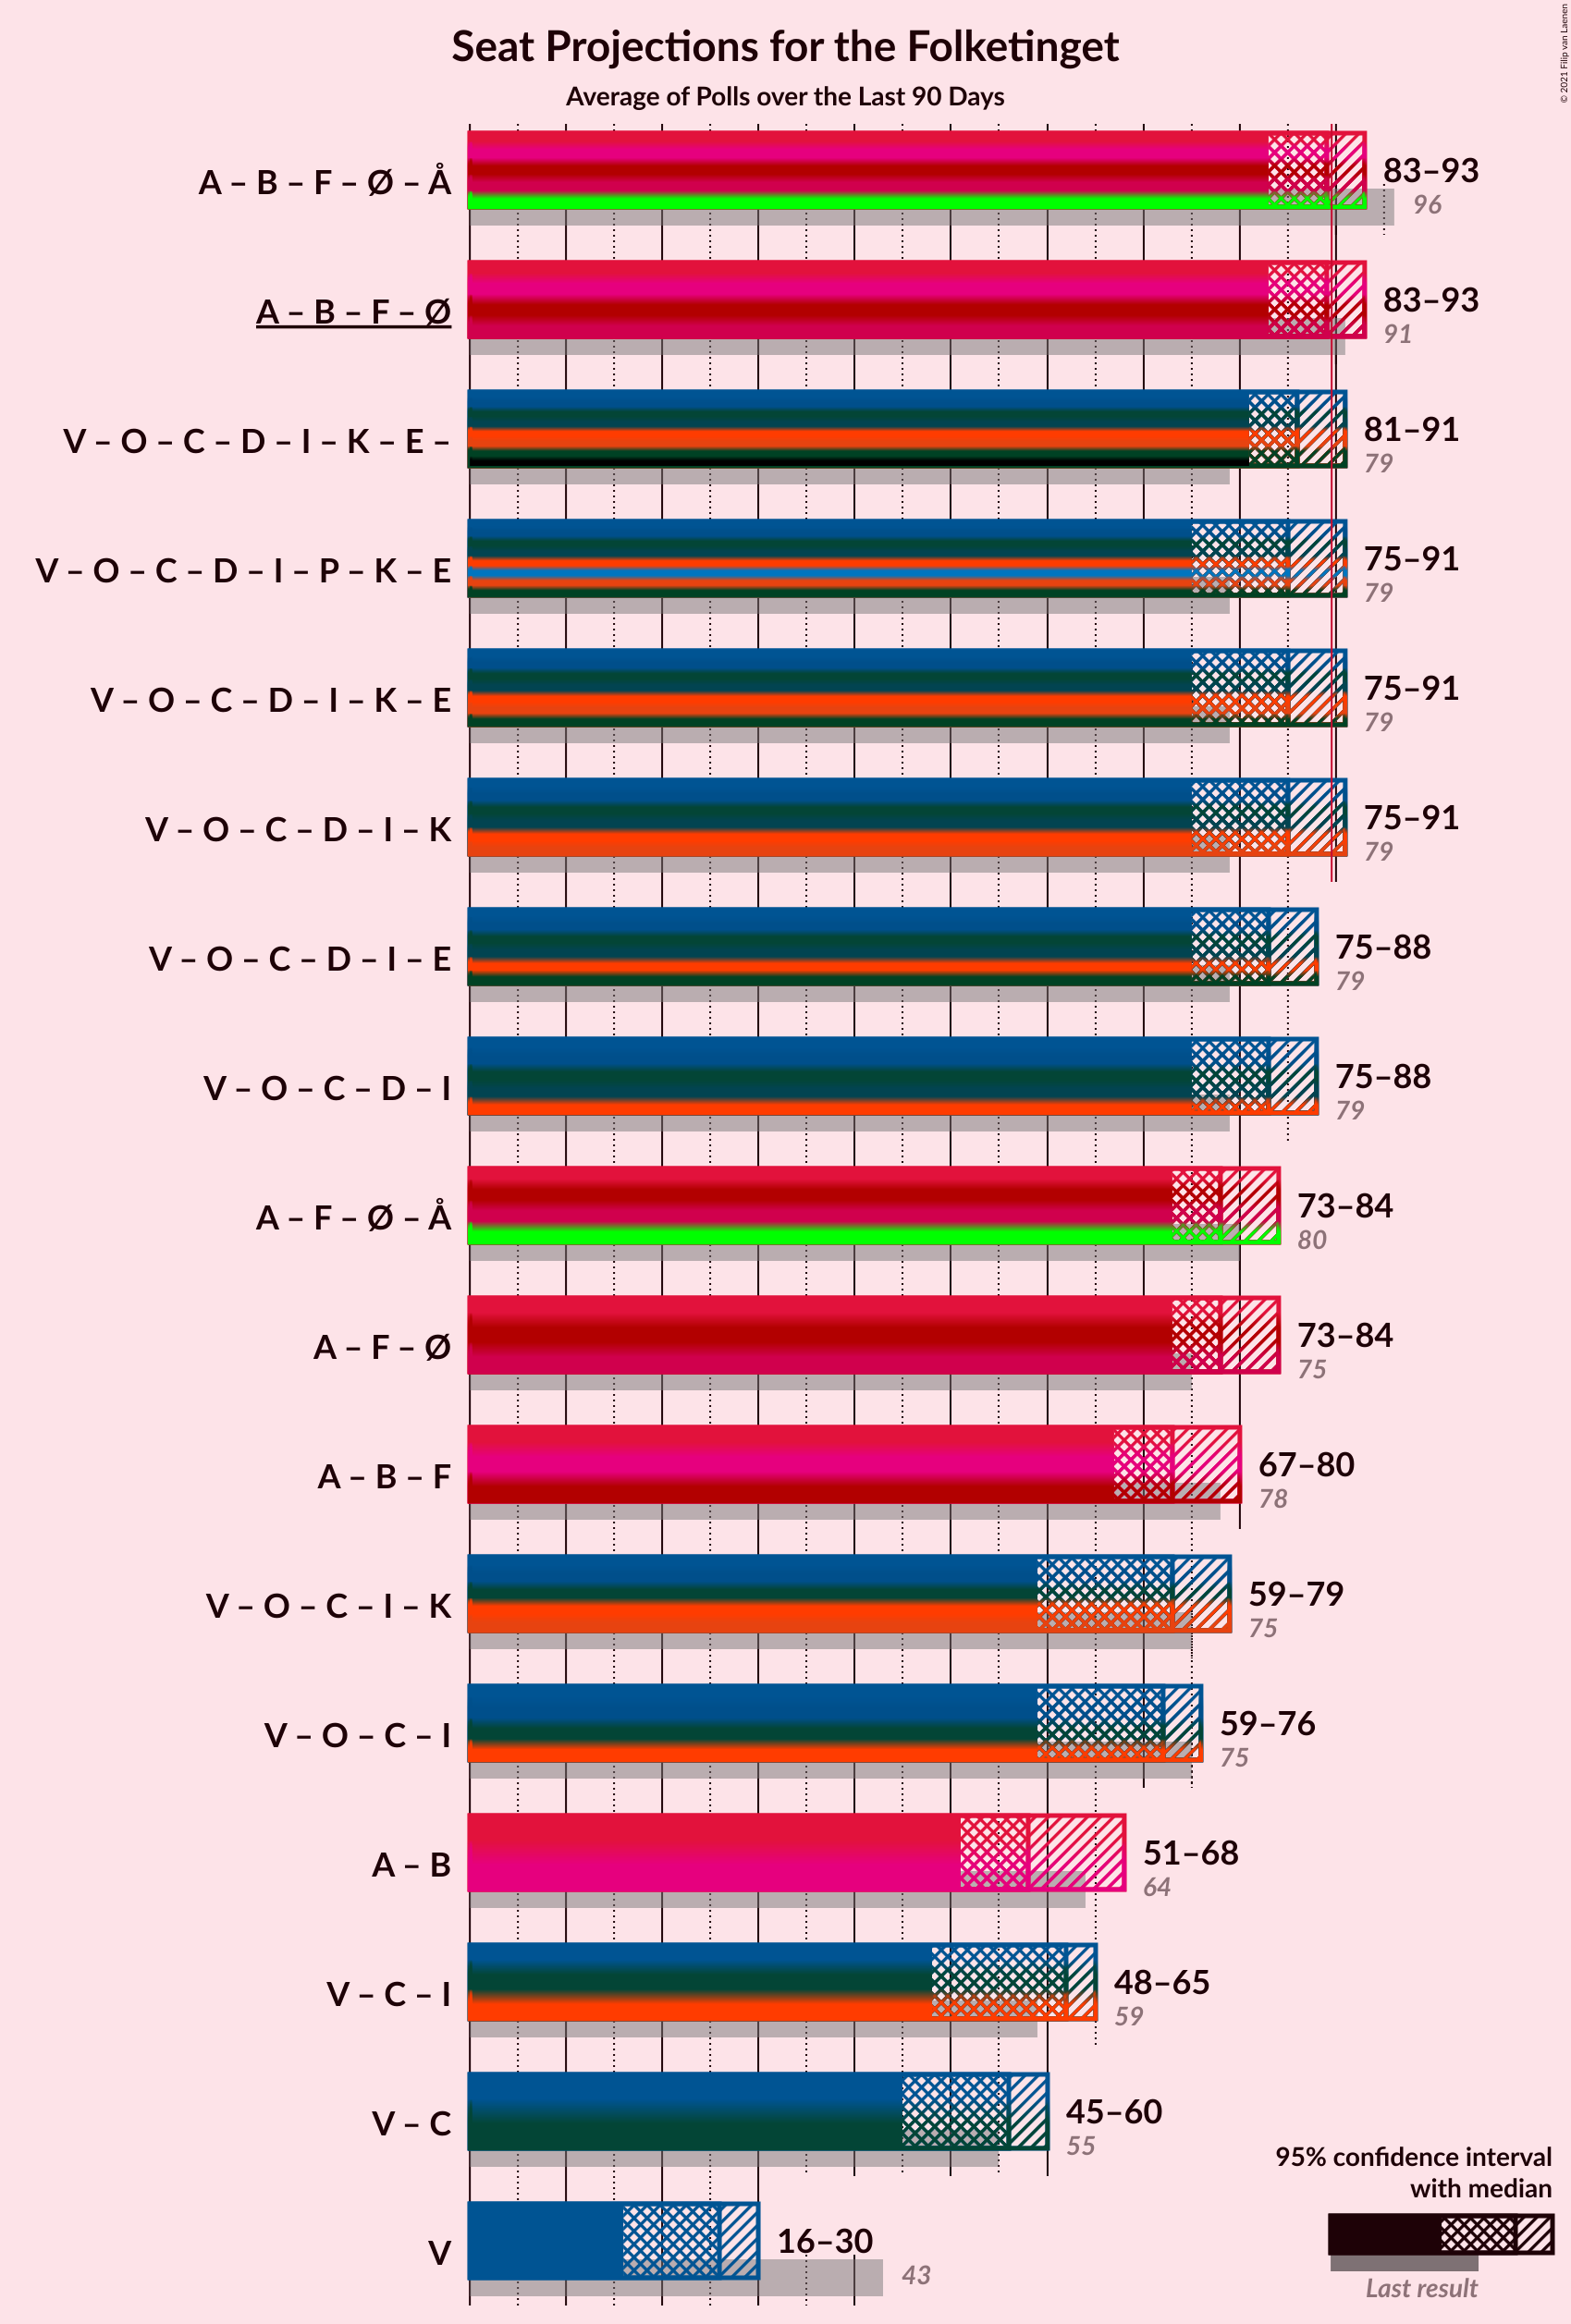 Seat Projections for the Folketinget
Average of Polls over the Last 90 Days
© 2021 Filip van Laenen
A – B – F – Ø – Å
83–93
96
A – B – F – Ø
83–93
91
V – O – C – D – I – K – E –
81–91
79
V – O – C – D – I – P – K – E
75–91
79
V – O – C – D – I – K – E
75–91
79
V – O – C – D – I – K
75–91
79
V – O – C – D – I – E
75–88
79
V – O – C – D – I
75–88
79
A – F – Ø – Å
73–84
80
A – F – Ø
73–84
75
A – B – F
67–80
78
V – O – C – I – K
59–79
75
V – O – C – I
59–76
75
A – B
51–68
64
V – C – I
48–65
59
V – C
45–60
55
V
16–30
43
95% confidence interval
with median
Last result